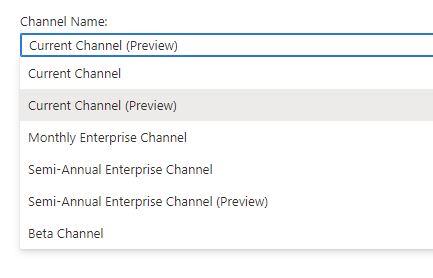 Channel Name:
Current Channel (Preview)
Current Channel
Current Channel (Preview)
Monthly Enterprise Channel
Semi-Annual Enterprise Channel
Semi-Annual Enterprise Channel (Preview)
Beta Channel